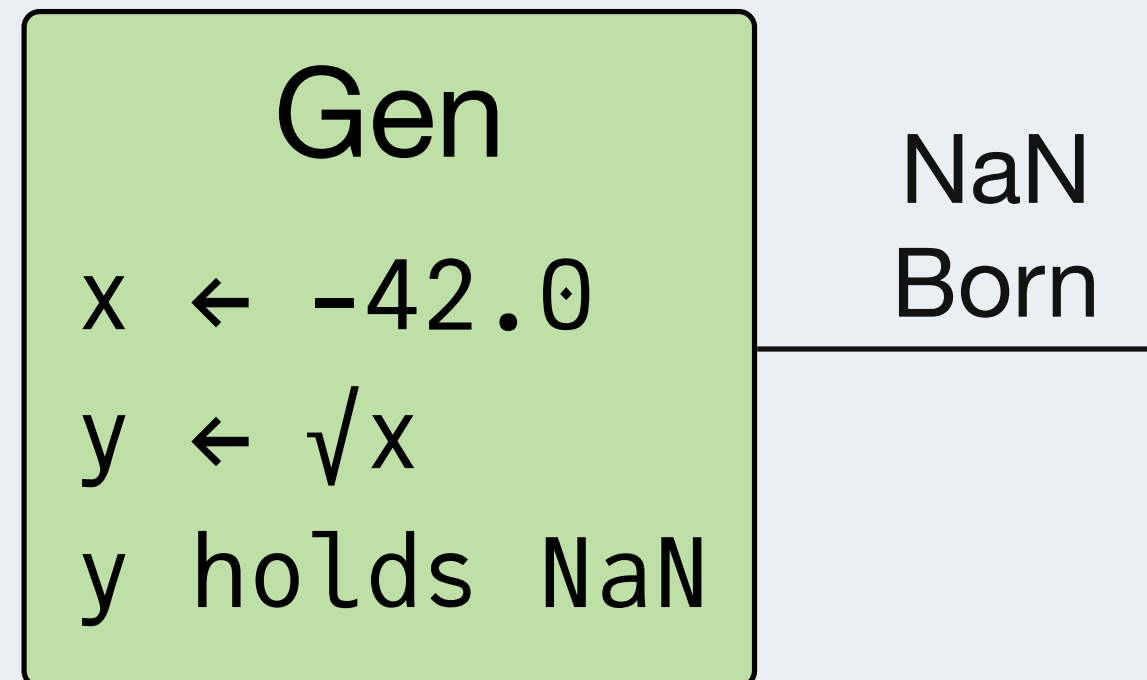 Gen
x ← -42.0
y ← √x
y holds NaN
NaN
Born